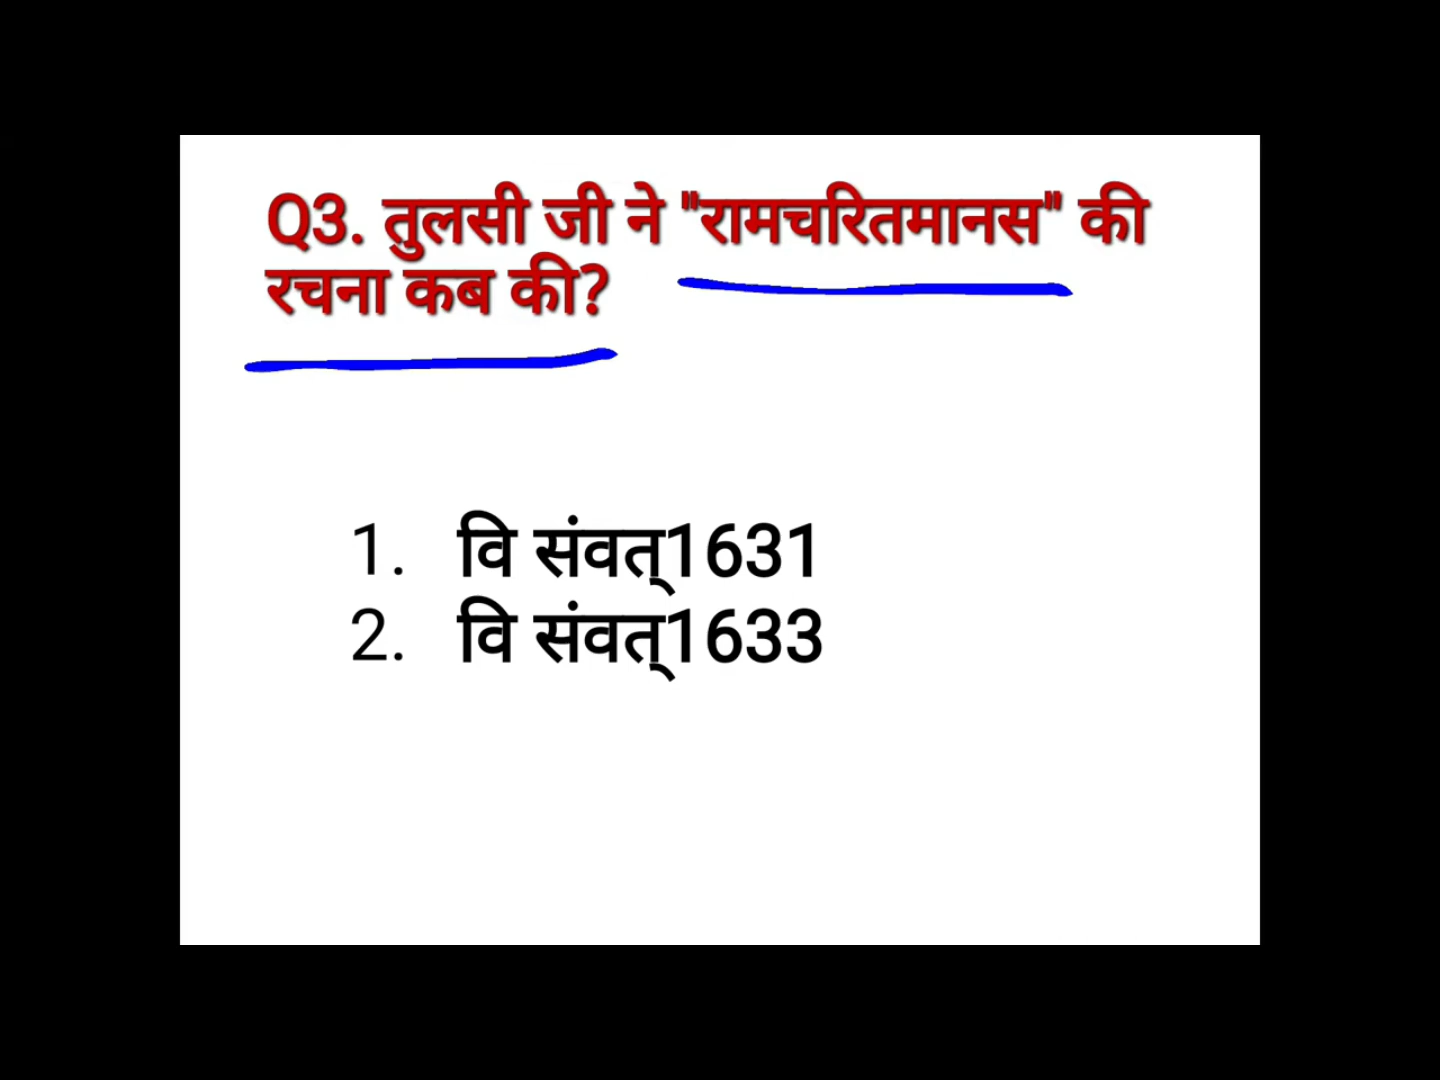 Q3. तुलसी जी ने "रामचरितमानस" की
रचना कब की?
1. वि संवत्1631
2. वि संवत्1633